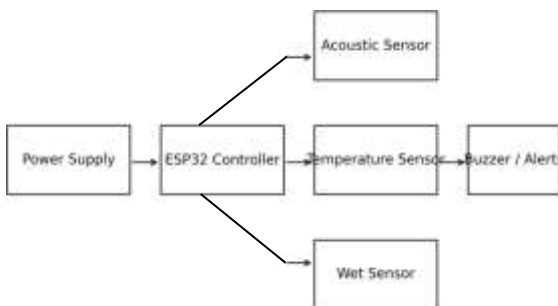 Acoustic Sensor
Power Supply
ESP32 Controller
Temperature Sensor
Buzzer / Alert
Wet Sensor